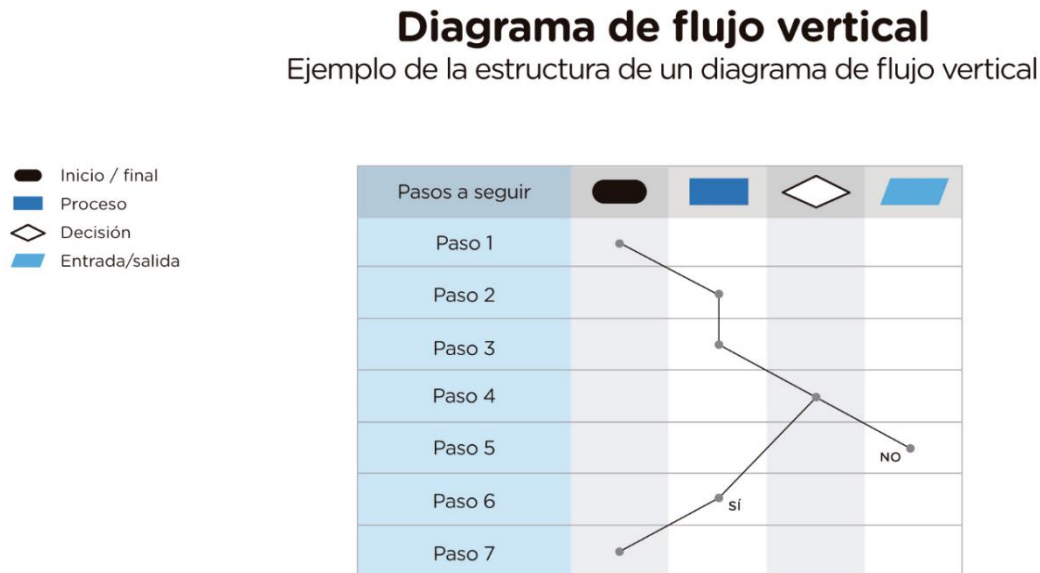 Diagrama de flujo vertical
Ejemplo de la estructura de un diagrama de flujo vertical
Inicio / final
Proceso
Decisión
Entrada/salida
Pasos a seguir
Paso 1
Paso 2
Paso 3
Paso 4
Paso 5
NO
Paso 6
SÍ
Paso 7